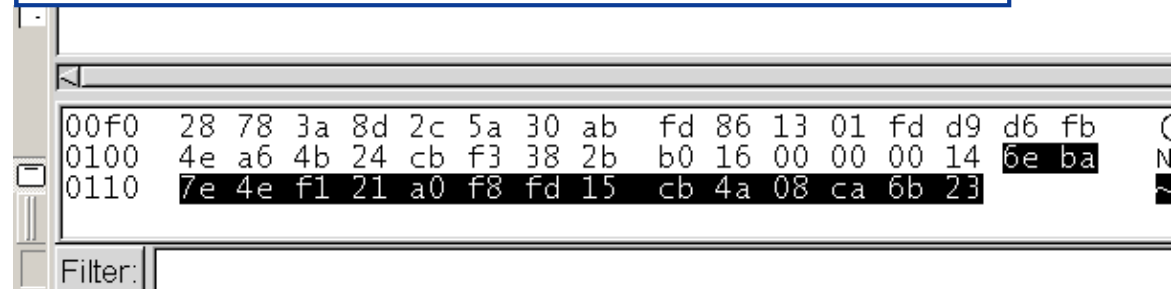 00f0 28 78 3a 8d 2c 5a 30 ab fd 86 13 01 fd d9 d6 fb (
0100 4e a6 4b 24 cb f3 38 2b b0 16 00 00 00 14 6e ba N
0110 7e 4e f1 21 a0 f8 fd 15 cb 4a 08 ca 6b 23 ~
Filter: